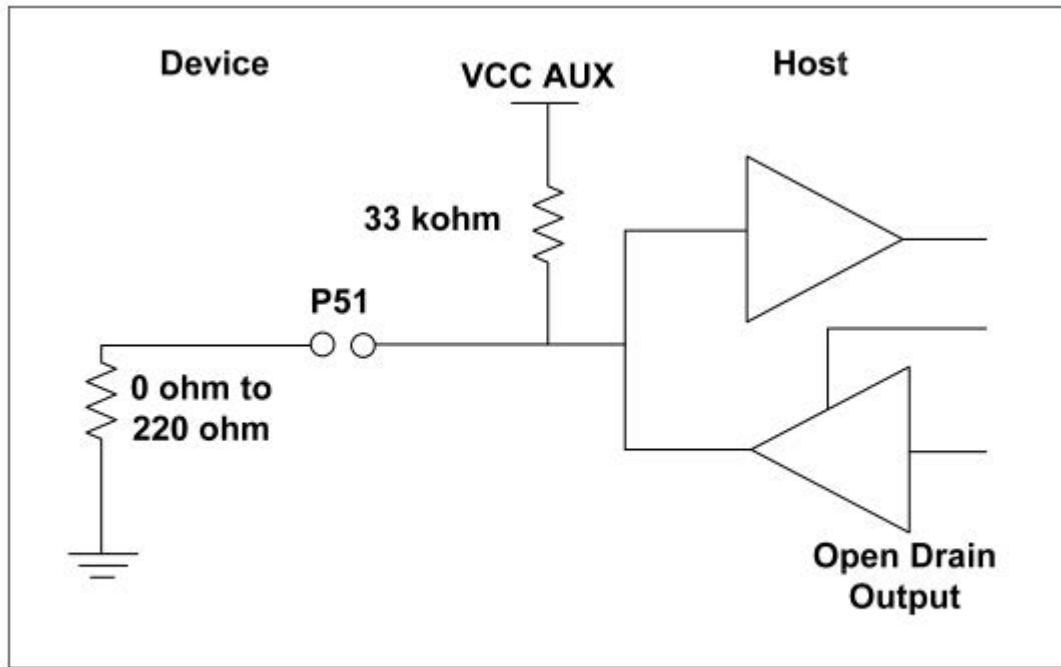 Device
VCC AUX
Host
33 kohm
P51
0 ohm to
220 ohm
Open Drain
Output